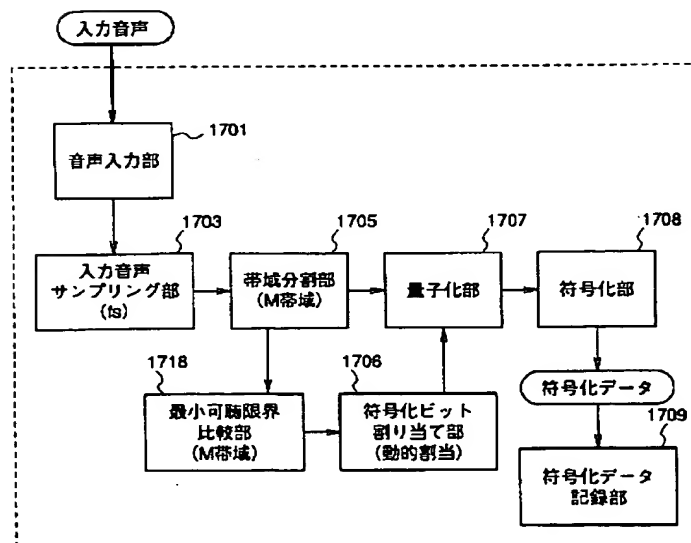 入力音声
1701
音声入力部
1703
入力音声
サンプリング部
(fs)
1705
帯域分割部
(M帯域)
1707
量子化部
1708
符号化部
1718
最小可聴限界
比較部
(M帯域)
1706
符号化ビット
割り当て部
(動的割当)
符号化データ
1709
符号化データ
記録部